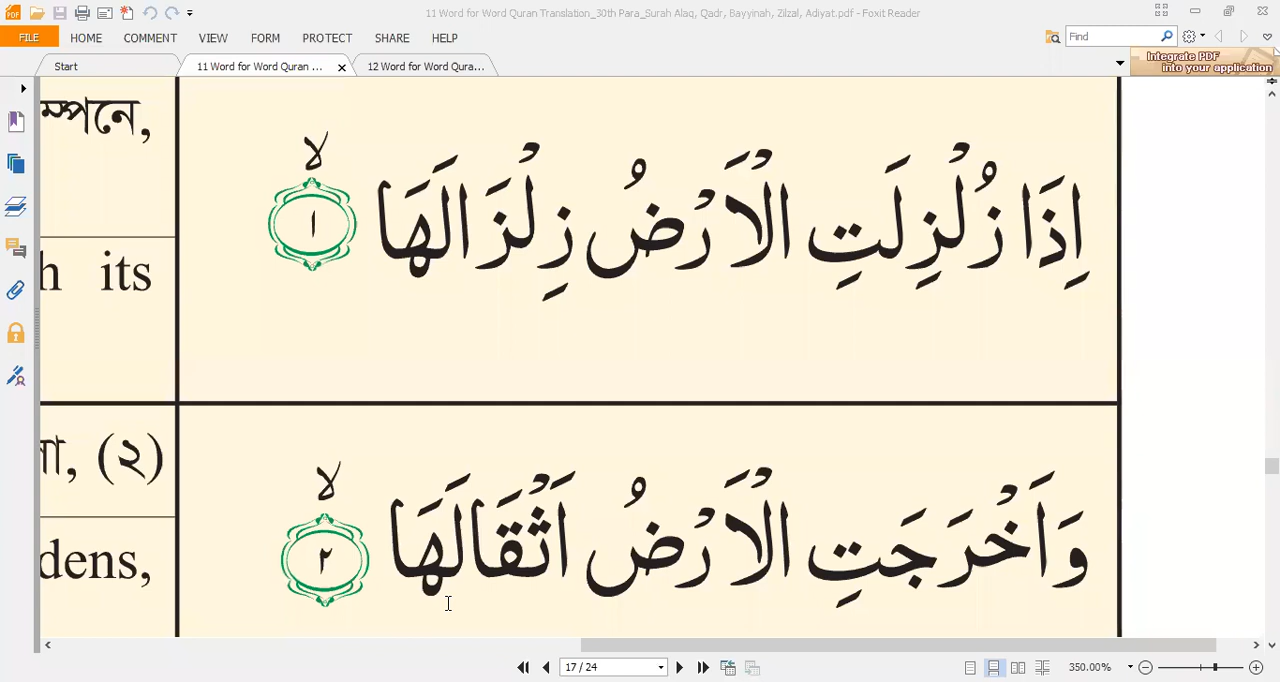 11 Word for Word Quran Translation_30th Para_Surah Alaq, Qadr, Bayyinah, Zilzal, Adiyat.pdf - Foxit Reader
FILE HOME COMMENT VIEW FORM PROTECT SHARE HELP Find
Start 11 Word for Word Quran ... 12 Word for Word Qura...
Integrate PDF
into your application
ম্পনে,
اِذَا زُلْزِلَتِ الْاَرْضُ زِلْزَالَهَا ۙ ١
h its
(২)
وَاَخْرَجَتِ الْاَرْضُ اَثْقَالَهَا ۙ ٢
dens,
17 / 24 350.00%